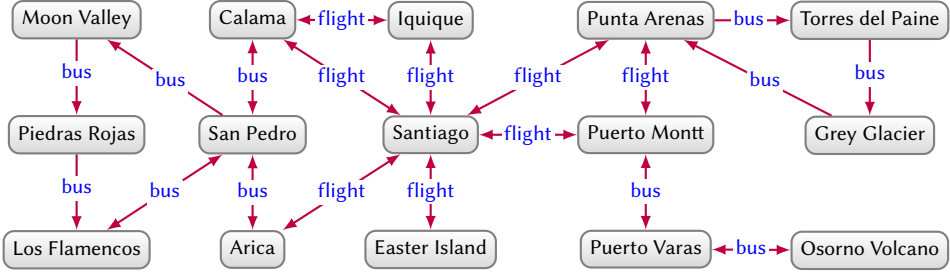 Moon Valley
Calama
flight
Iquique
Punta Arenas
bus
Torres del Paine
bus
bus
bus
flight
flight
flight
flight
bus
bus
Piedras Rojas
San Pedro
Santiago
flight
Puerto Montt
Grey Glacier
bus
bus
bus
flight
flight
bus
Los Flamencos
Arica
Easter Island
Puerto Varas
bus
Osorno Volcano